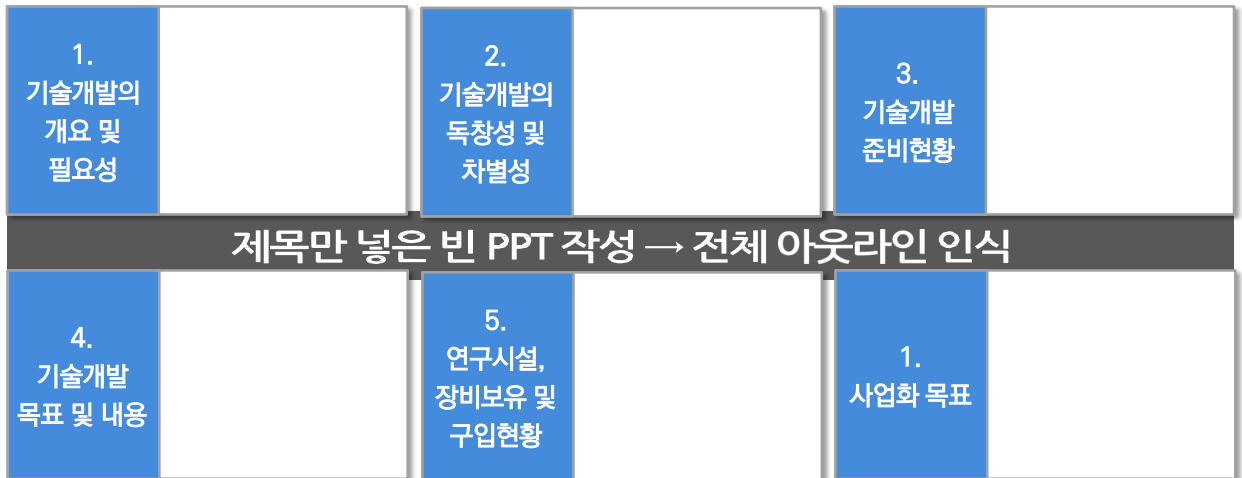 1.
기술개발의
개요 및
필요성
2.
기술개발의
독창성 및
차별성
3.
기술개발
준비현황
제목만 넣은 빈 PPT 작성 → 전체 아웃라인 인식
4.
기술개발
목표 및 내용
5.
연구시설,
장비보유 및
구입현황
1.
사업화 목표